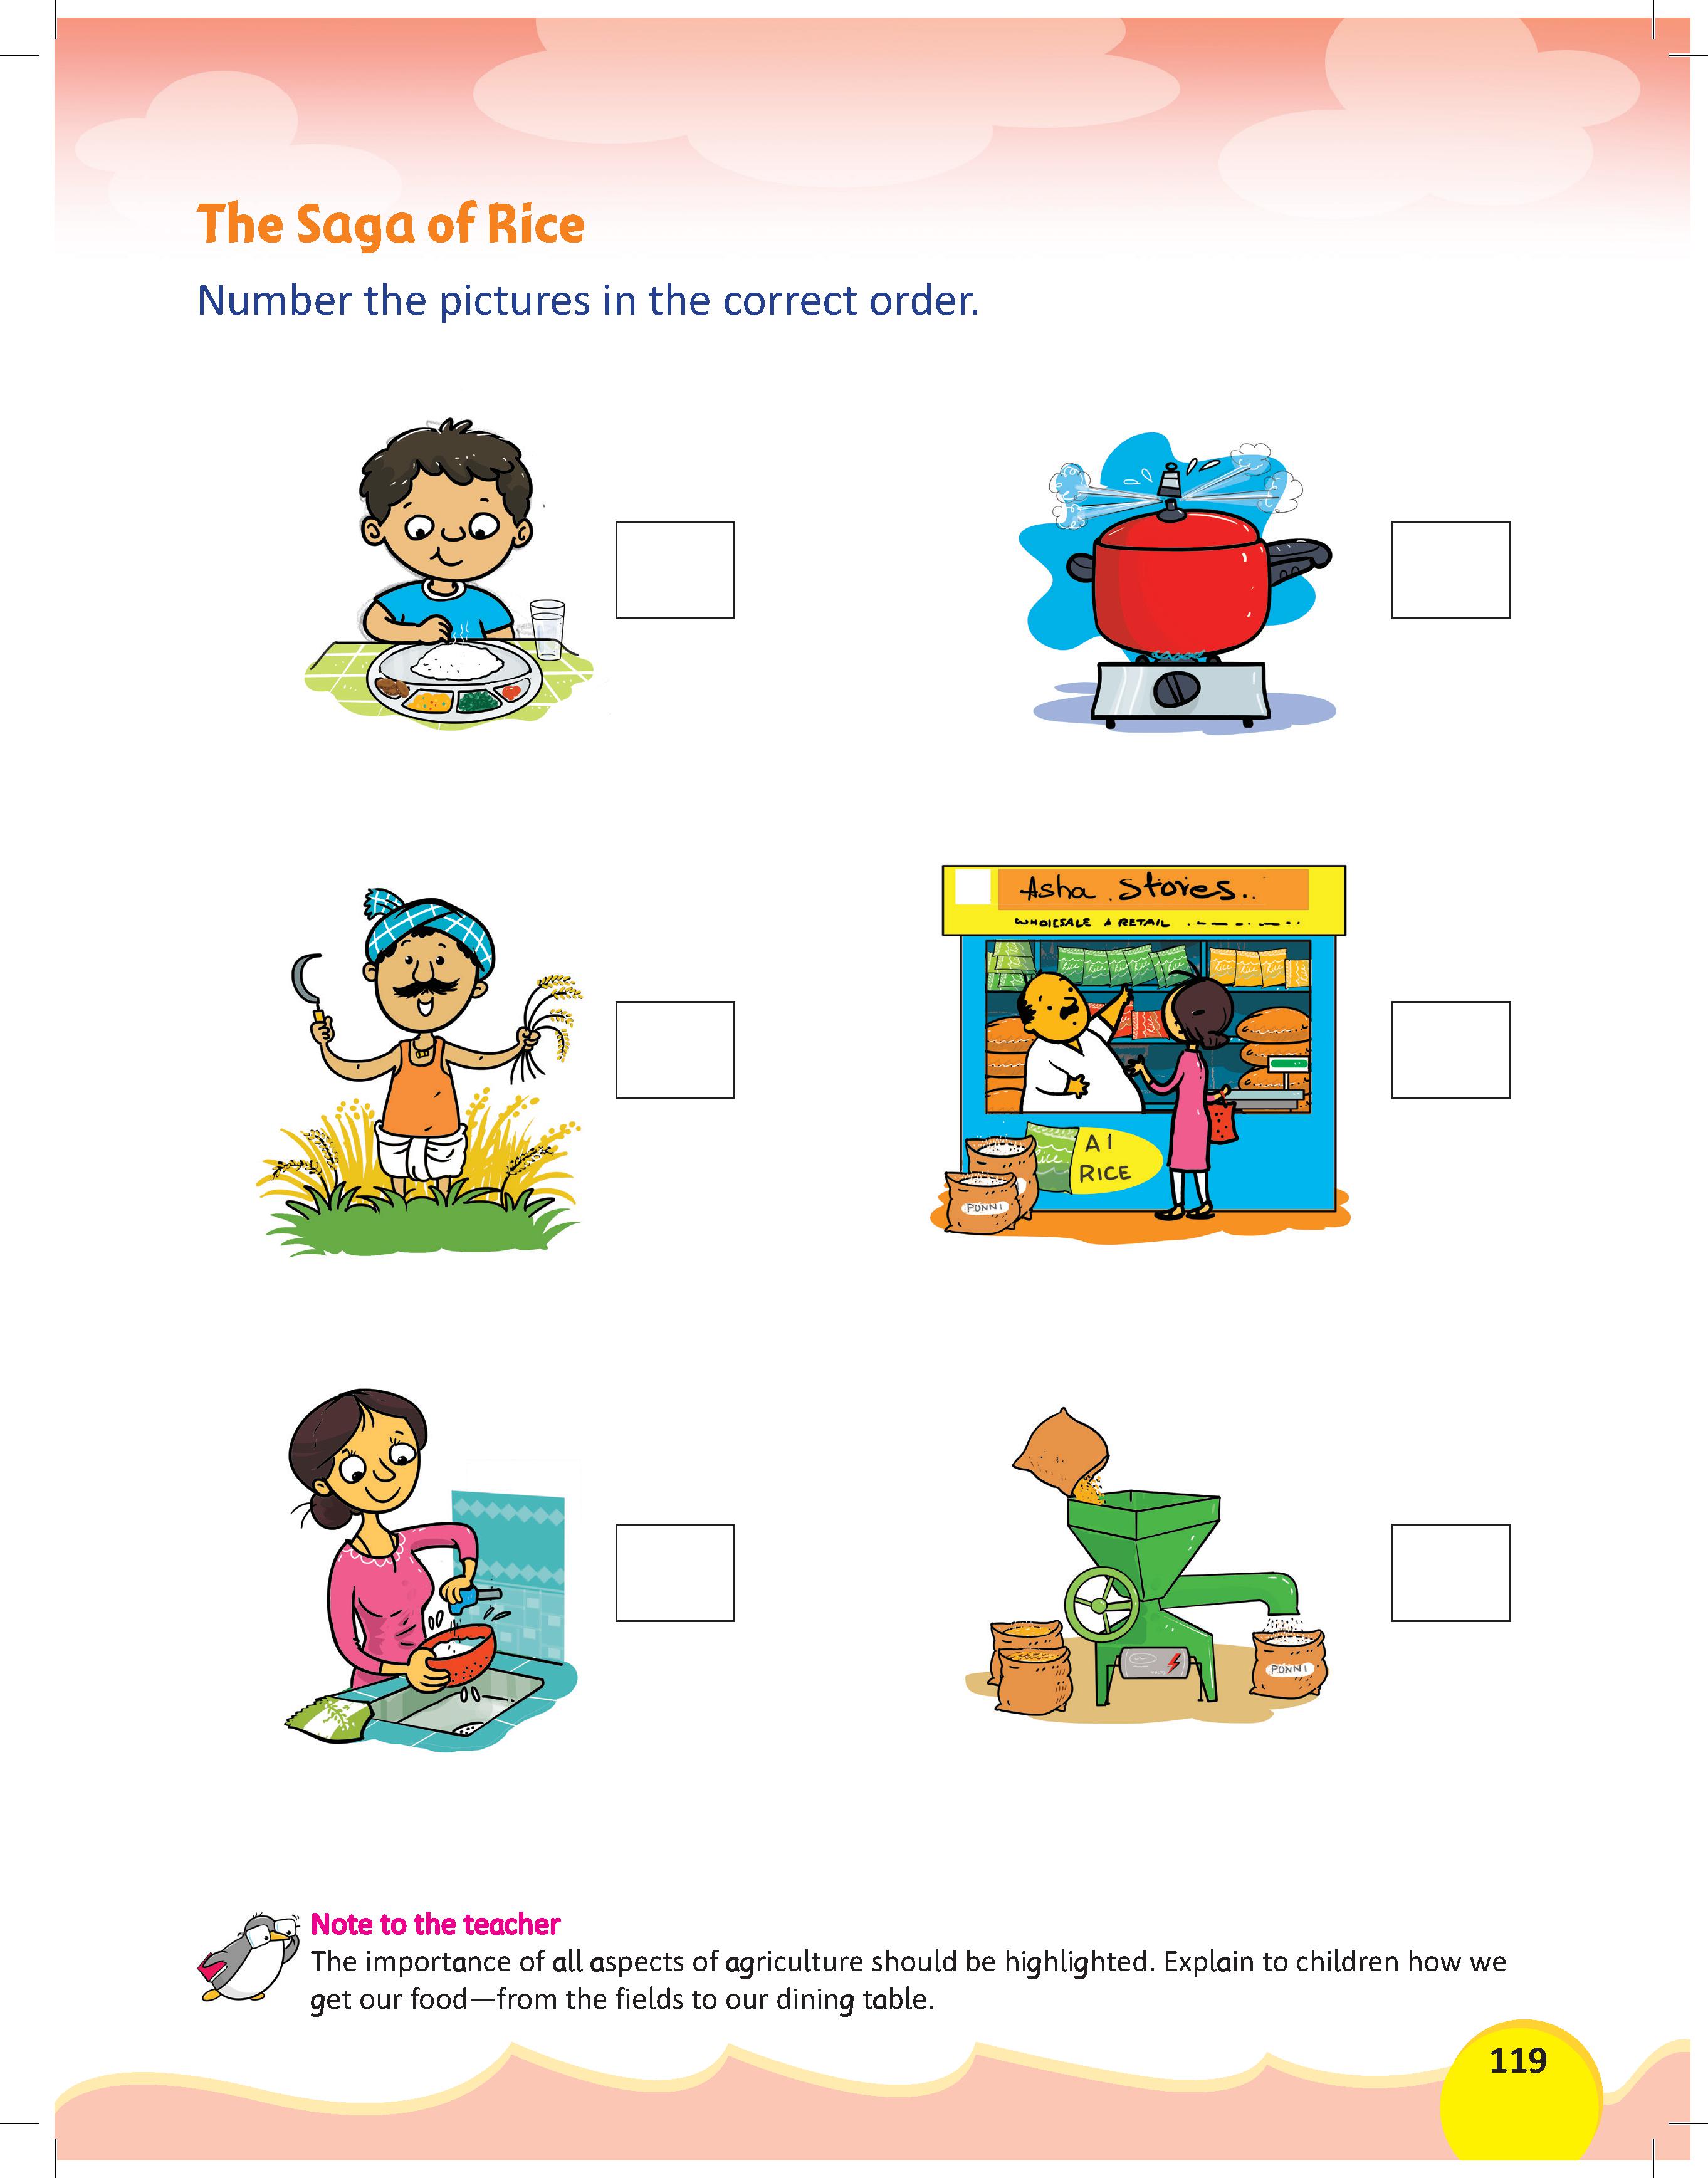 The Saga of Rice
Number the pictures in the correct order.
Asha Stores..
WHOLESALE & RETAIL
A1
RICE
PONNI
PONNI
Note to the teacher
The importance of all aspects of agriculture should be highlighted. Explain to children how we
get our food—from the fields to our dining table.
119